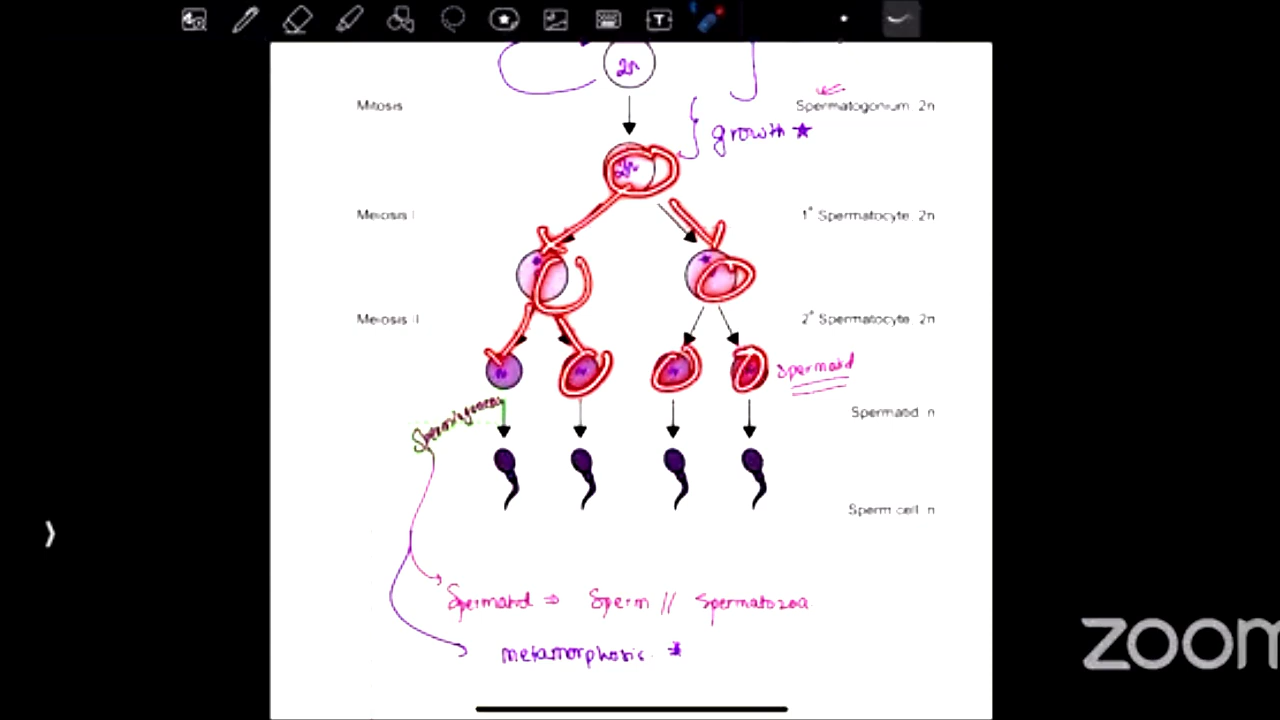 2n
Mitosis
Spermatogonium 2n
growth ★
2n
Meiosis I
1° Spermatocyte, 2n
Meiosis II
2° Spermatocyte, 2n
n
Spermatid
Spermatid n
Sperm cell n
Spermatid ⇒ Sperm // Spermatozoa
metamorphosis. *
zoom